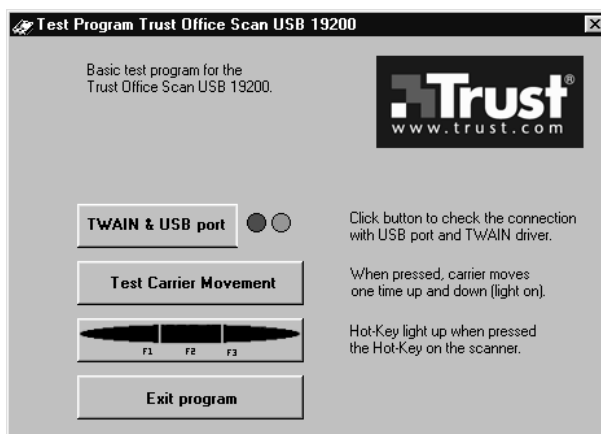 Test Program Trust Office Scan USB 19200
Basic test program for the
Trust Office Scan USB 19200.
Trust®
www.trust.com
TWAIN & USB port
Click button to check the connection
with USB port and TWAIN driver.
Test Carrier Movement
When pressed, carrier moves
one time up and down (light on).
F1 F2 F3
Hot-Key light up when pressed
the Hot-Key on the scanner.
Exit program